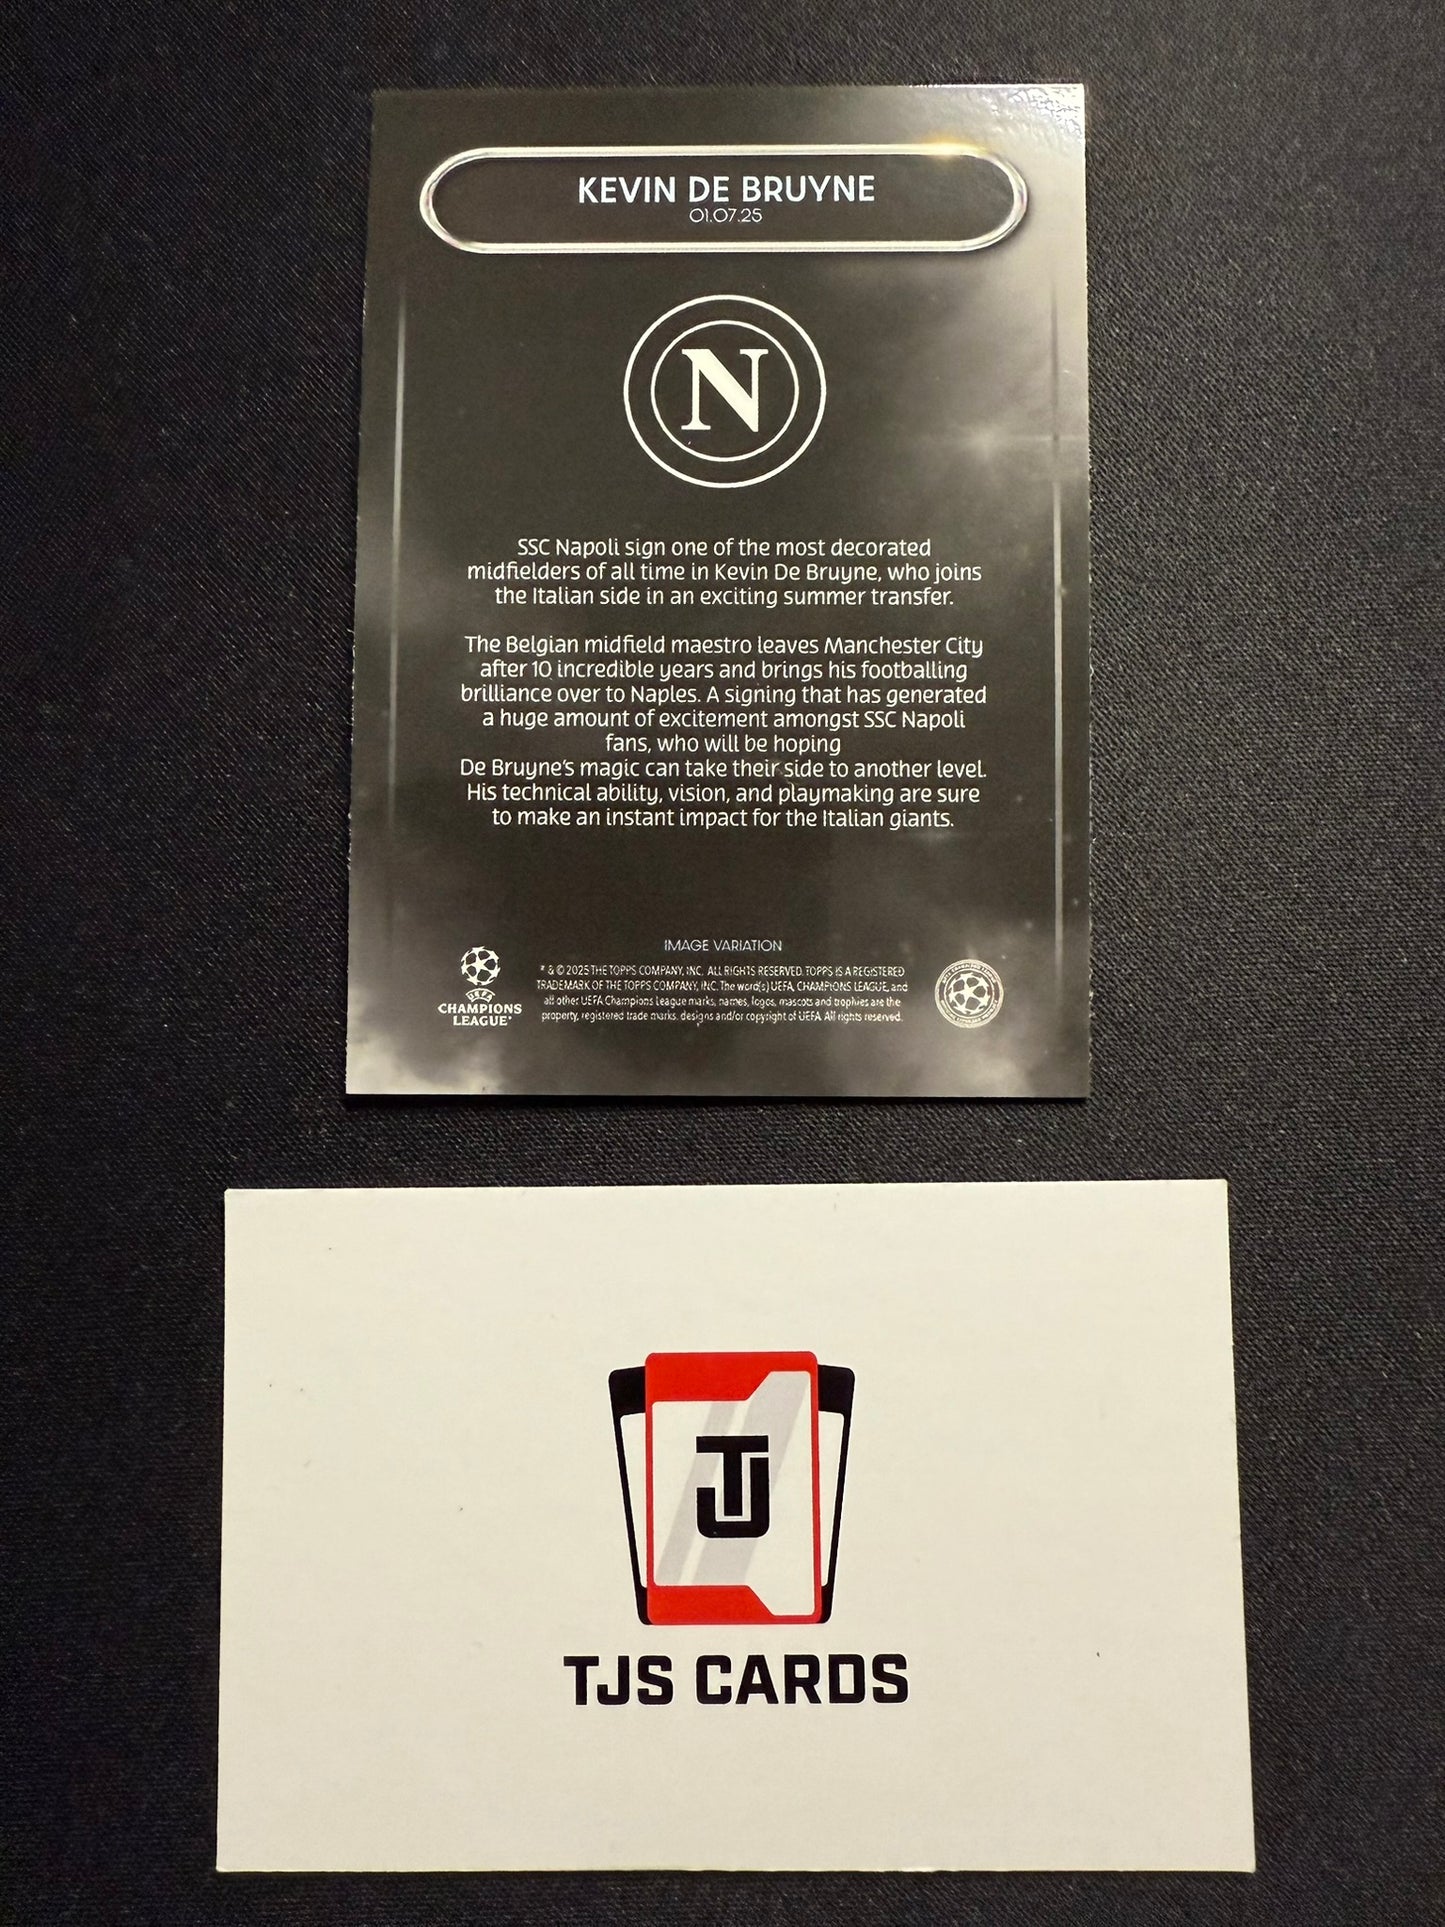 KEVIN DE BRUYNE
01.07.25
N
SSC Napoli sign one of the most decorated
midfielders of all time in Kevin De Bruyne, who joins
the Italian side in an exciting summer transfer.
The Belgian midfield maestro leaves Manchester City
after 10 incredible years and brings his footballing
brilliance over to Naples. A signing that has generated
a huge amount of excitement amongst SSC Napoli
fans, who will be hoping
De Bruyne's magic can take their side to another level.
His technical ability, vision, and playmaking are sure
to make an instant impact for the Italian giants.
IMAGE VARIATION
® & © 2025 THE TOPPS COMPANY, INC. ALL RIGHTS RESERVED. TOPPS IS A REGISTERED
TRADEMARK OF THE TOPPS COMPANY, INC. The word(s) UEFA, CHAMPIONS LEAGUE, and
all other UEFA Champions League marks, names, logos, mascots and trophies are the
property, registered trade marks, designs and/or copyright of UEFA. All rights reserved.
UEFA
CHAMPIONS
LEAGUE
TJ
TJS CARDS